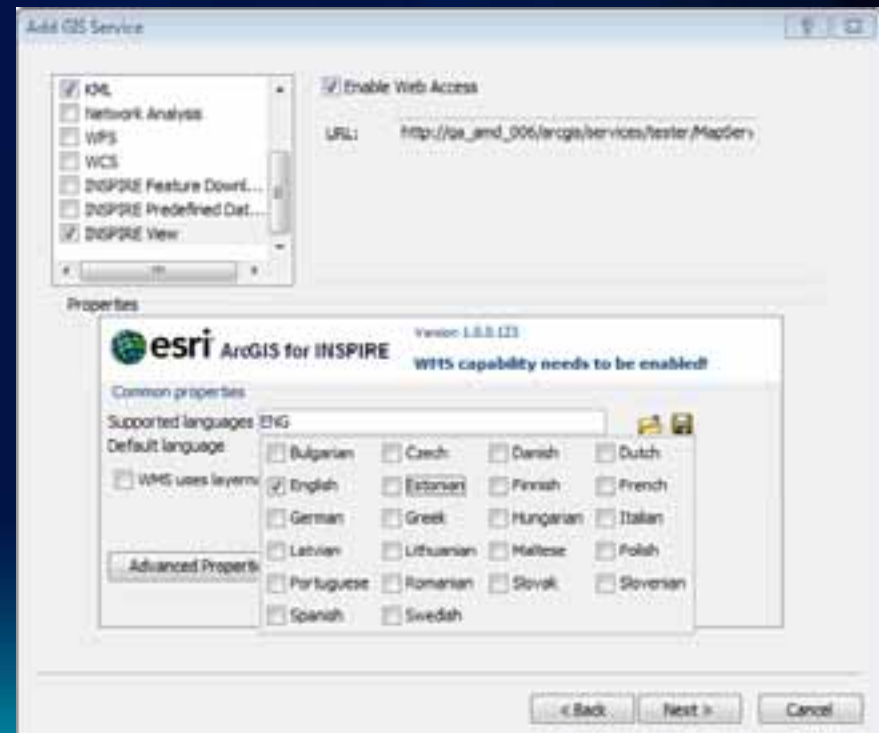 Add GIS Service
KML
Network Analysis
WFS
WCS
INSPIRE Feature Downl...
INSPIRE Predefined Dat...
INSPIRE View
Enable Web Access
URL: http://qa_amd_006/arcgis/services/tester/MapServ
Properties
esri ArcGIS for INSPIRE
Version 1.0.0.123
WMS capability needs to be enabled!
Common properties
Supported languages ENG
Default language
WMS uses layern
Advanced Properti
Bulgarian Czech Danish Dutch
English Estonian Finnish French
German Greek Hungarian Italian
Latvian Lithuanian Maltese Polish
Portuguese Romanian Slovak Slovenian
Spanish Swedish
< Back Next > Cancel